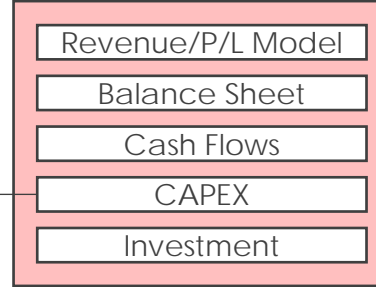 Revenue/P/L Model
Balance Sheet
Cash Flows
CAPEX
Investment